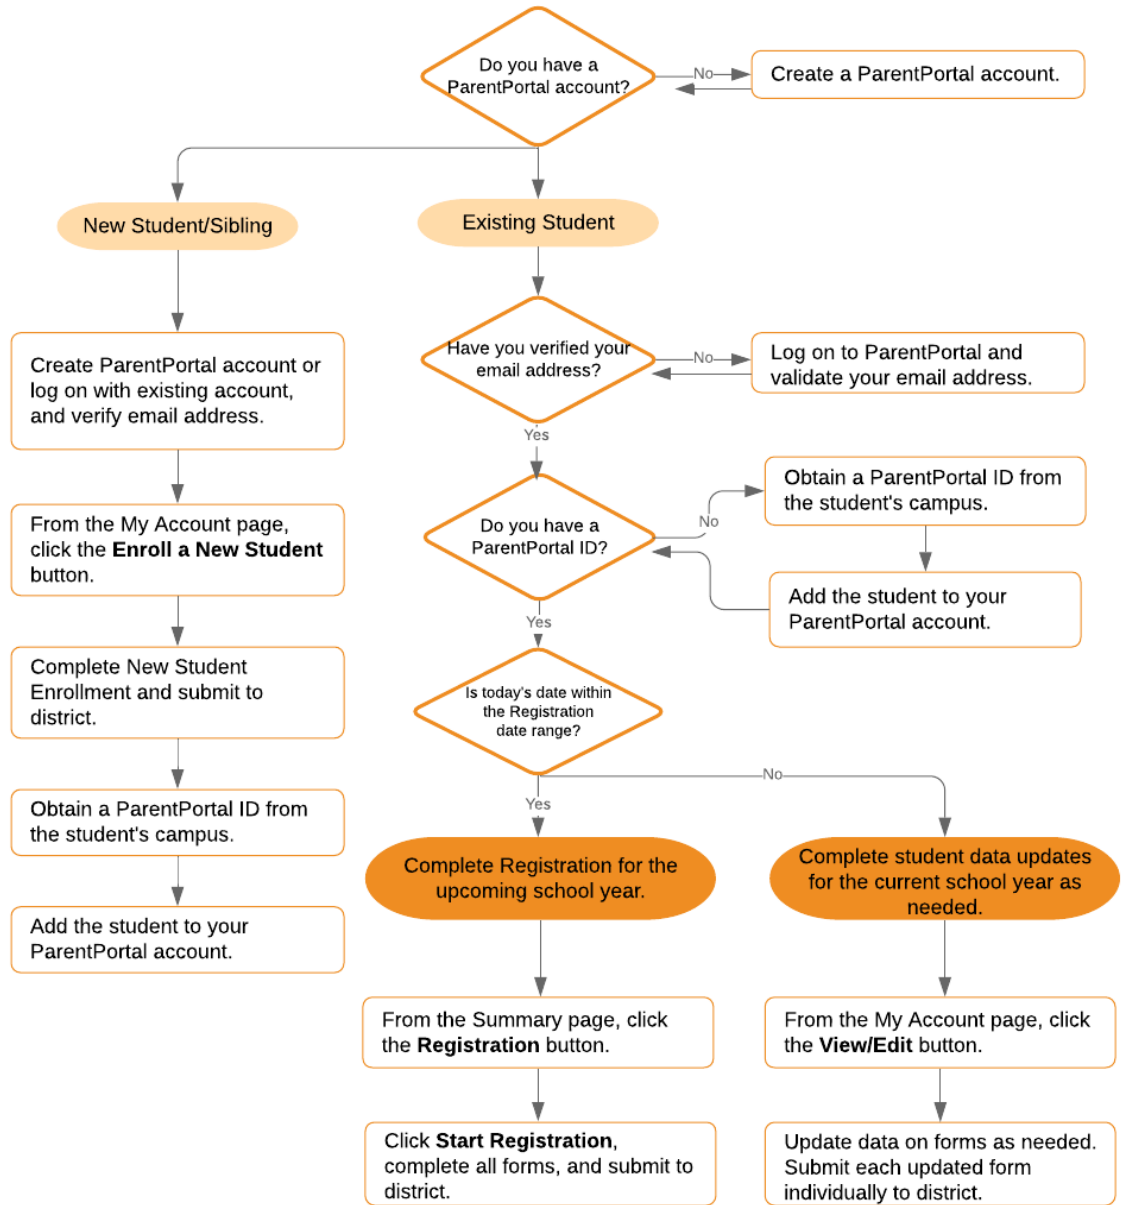 Do you have a
ParentPortal account?
No
Create a ParentPortal account.
New Student/Sibling
Existing Student
Create ParentPortal account or
log on with existing account,
and verify email address.
Have you verified your
email address?
No
Log on to ParentPortal and
validate your email address.
Yes
From the My Account page,
click the Enroll a New Student
button.
Do you have a
ParentPortal ID?
No
Obtain a ParentPortal ID from
the student's campus.
Add the student to your
ParentPortal account.
Yes
Complete New Student
Enrollment and submit to
district.
Is today's date within
the Registration
date range?
No
Yes
Obtain a ParentPortal ID from
the student's campus.
Add the student to your
ParentPortal account.
Complete Registration for the
upcoming school year.
Complete student data updates
for the current school year as
needed.
From the Summary page, click
the Registration button.
From the My Account page, click
the View/Edit button.
Click Start Registration,
complete all forms, and submit to
district.
Update data on forms as needed.
Submit each updated form
individually to district.